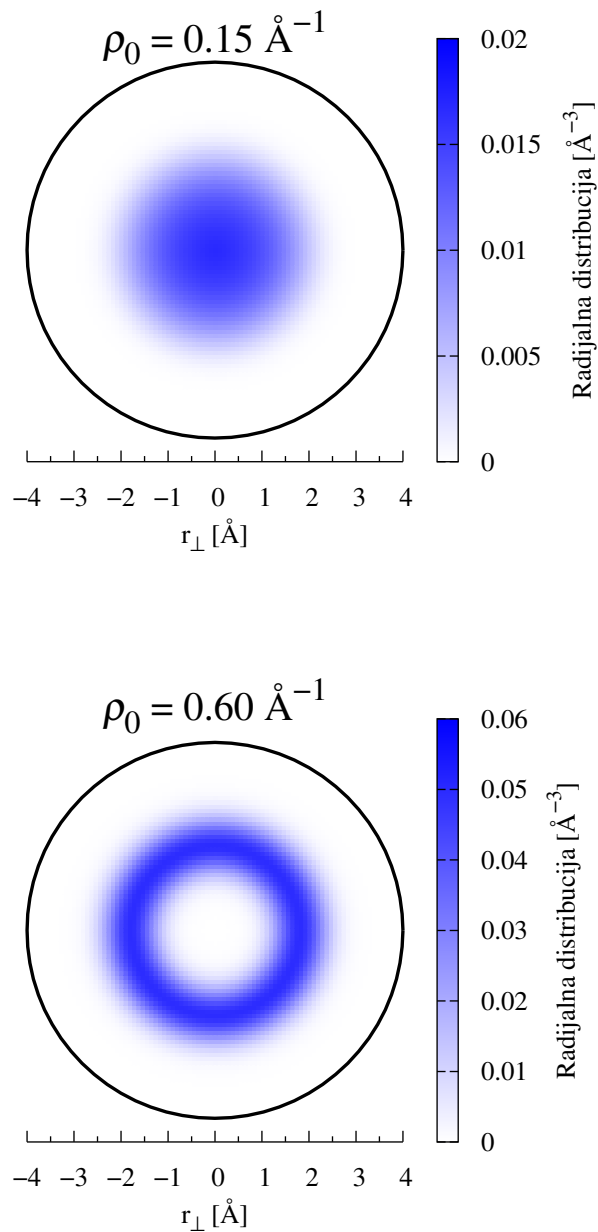 ρ₀ = 0.15 Å⁻¹
0.02
0.015
0.01
0.005
0
Radijalna distribucija [Å⁻³]
−4 −3 −2 −1 0 1 2 3 4
r⊥ [Å]
ρ₀ = 0.60 Å⁻¹
0.06
0.05
0.04
0.03
0.02
0.01
0
Radijalna distribucija [Å⁻³]
−4 −3 −2 −1 0 1 2 3 4
r⊥ [Å]